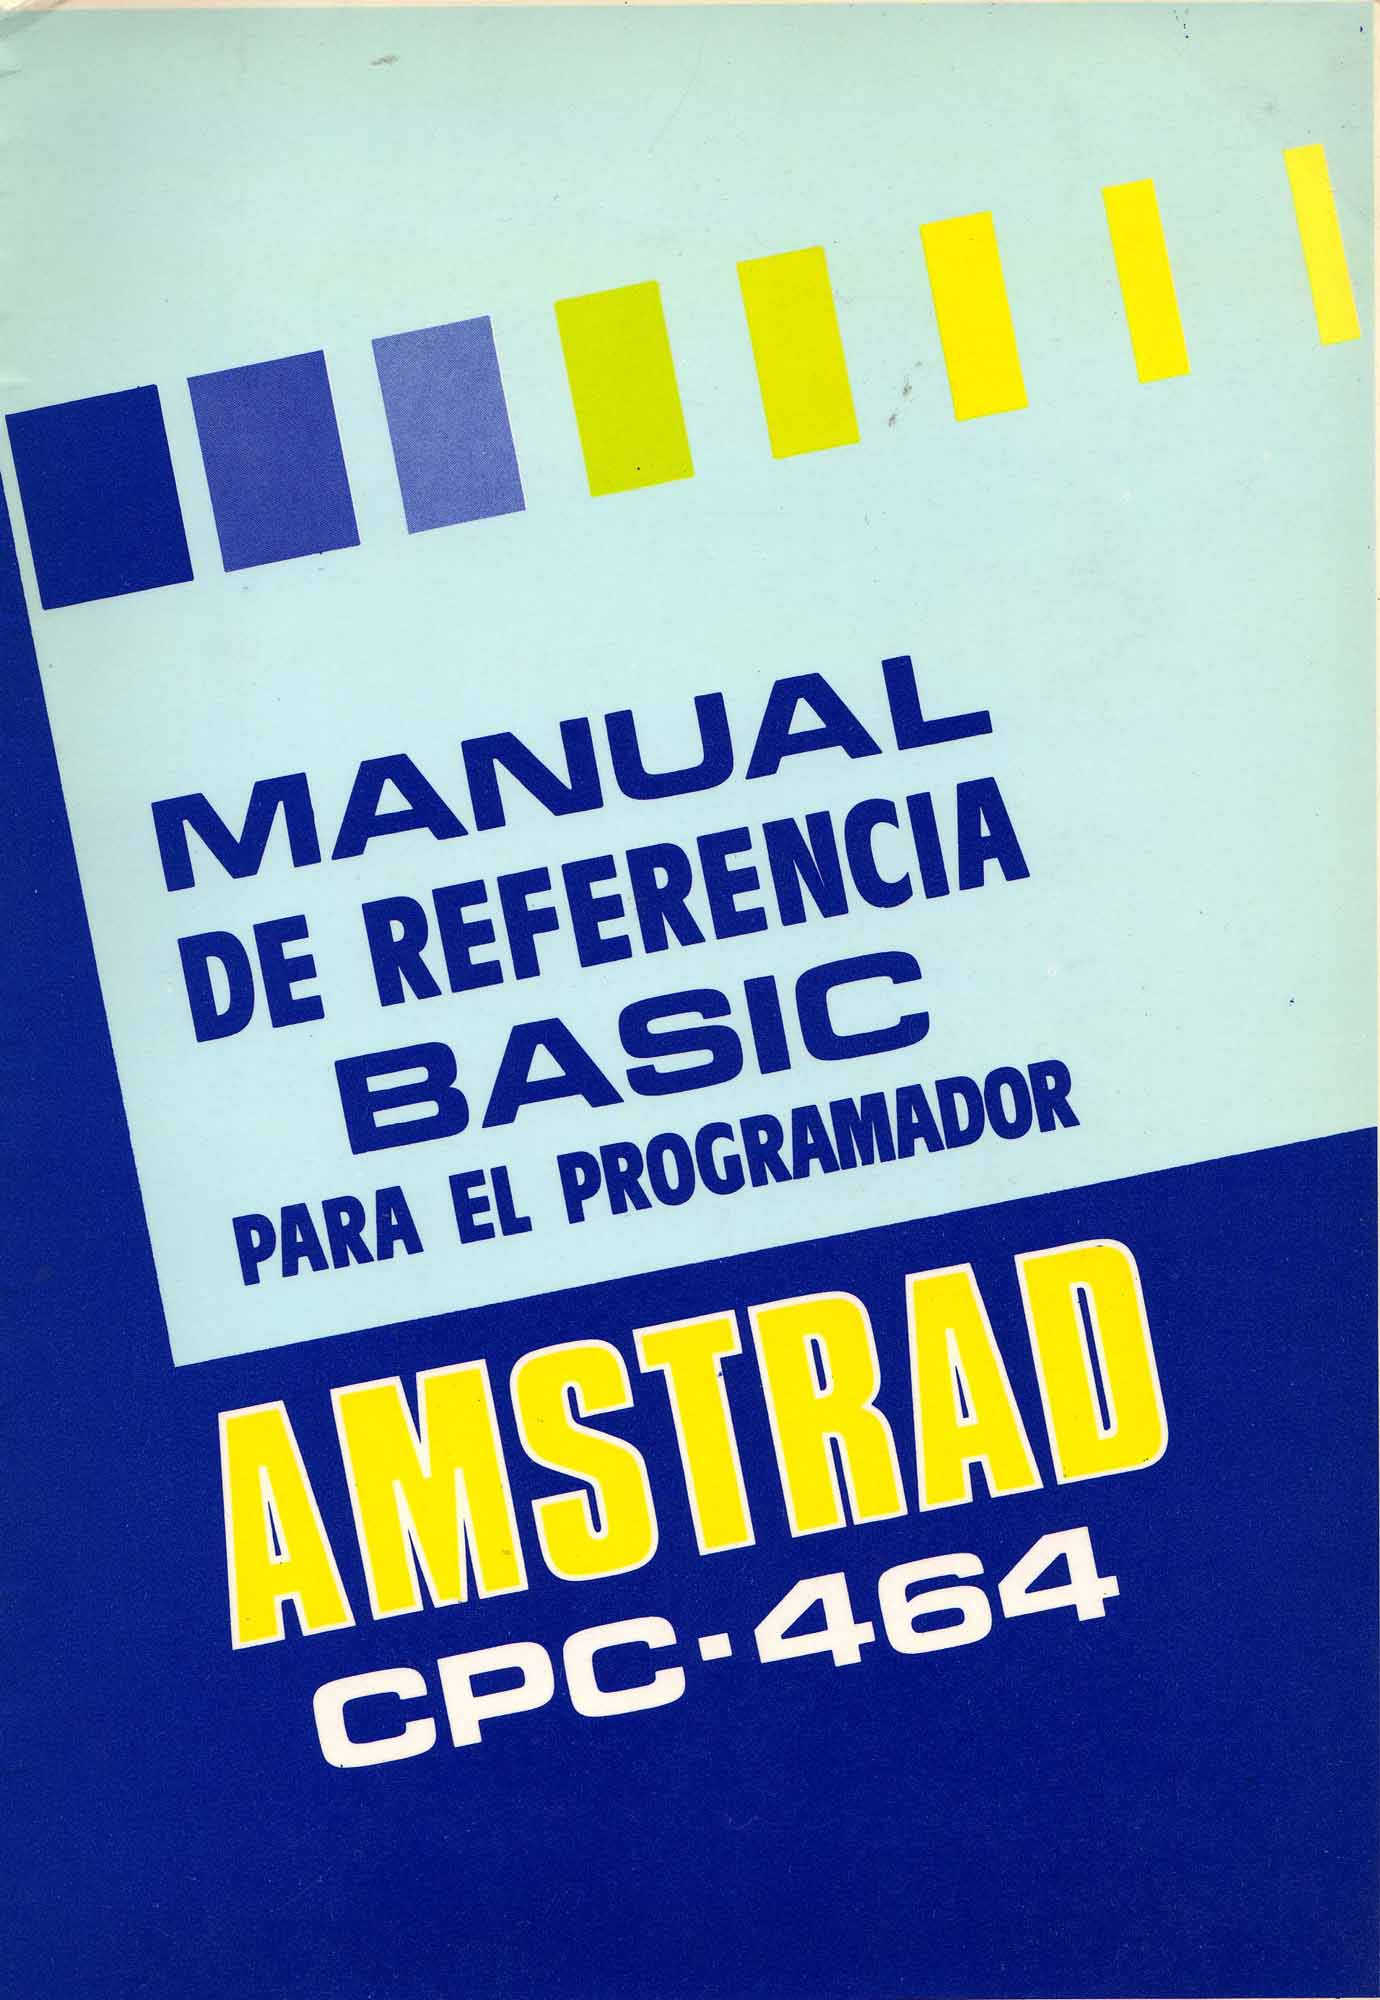 MANUAL
DE REFERENCIA
BASIC
PARA EL PROGRAMADOR
AMSTRAD
CPC·464